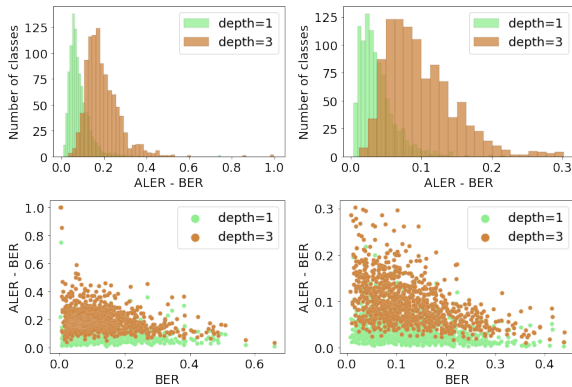 Number of classes
125
100
75
50
25
0
0.0 0.2 0.4 0.6 0.8 1.0
ALER - BER
depth=1
depth=3
Number of classes
125
100
75
50
25
0
0.0 0.1 0.2 0.3
ALER - BER
depth=1
depth=3
ALER - BER
1.0
0.8
0.6
0.4
0.2
0.0
0.0 0.2 0.4 0.6
BER
depth=1
depth=3
ALER - BER
0.3
0.2
0.1
0.0
0.0 0.1 0.2 0.3 0.4
BER
depth=1
depth=3